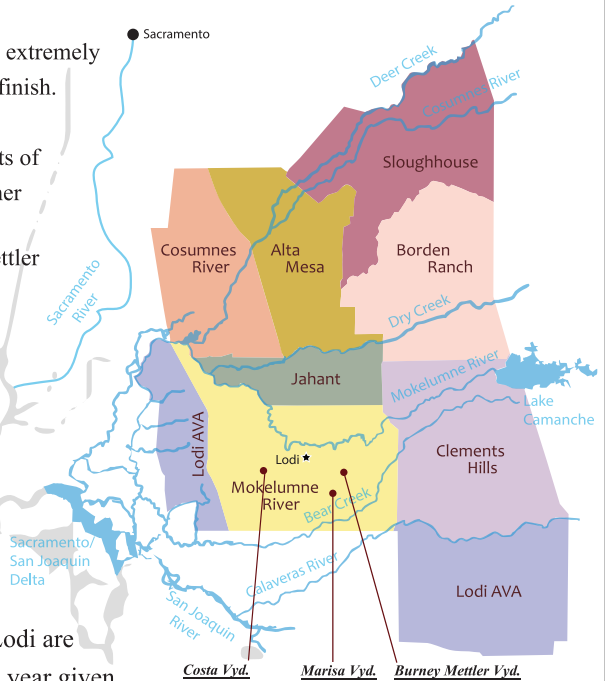 Sacramento
extremely
finish.
ts of
ner
ettler
Deer Creek
Cosumnes River
Sloughhouse
Cosumnes
River
Alta
Mesa
Borden
Ranch
Sacramento
River
Dry Creek
Jahant
Mokelumne River
Lake
Camanche
Lodi AVA
Lodi
Clements
Hills
Mokelumne
River
Bear Creek
Sacramento/
San Joaquin
Delta
Calaveras River
San Joaquin
River
Lodi AVA
Lodi are
year given
Costa Vyd.
Marisa Vyd.
Burney Mettler Vyd.